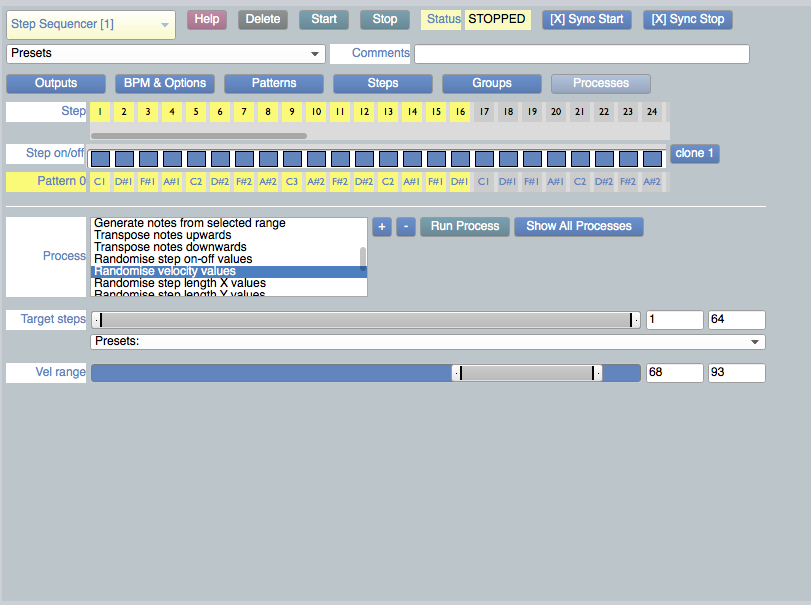 Step Sequencer [1] Help Delete Start Stop Status STOPPED [X] Sync Start [X] Sync Stop
Presets Comments
Outputs BPM & Options Patterns Steps Groups Processes
Step 1 2 3 4 5 6 7 8 9 10 11 12 13 14 15 16 17 18 19 20 21 22 23 24
Step on/off clone 1
Pattern 0 C1 D#1 F#1 A#1 C2 D#2 F#2 A#2 C3 A#2 F#2 D#2 C2 A#1 F#1 D#1 C1 D#1 F#1 A#1 C2 D#2 F#2 A#2
Generate notes from selected range
Transpose notes upwards
Transpose notes downwards
Randomise step on-off values
Randomise velocity values
Randomise step length X values
Randomise step length Y values
Process + - Run Process Show All Processes
Target steps 1 64
Presets:
Vel range 68 93